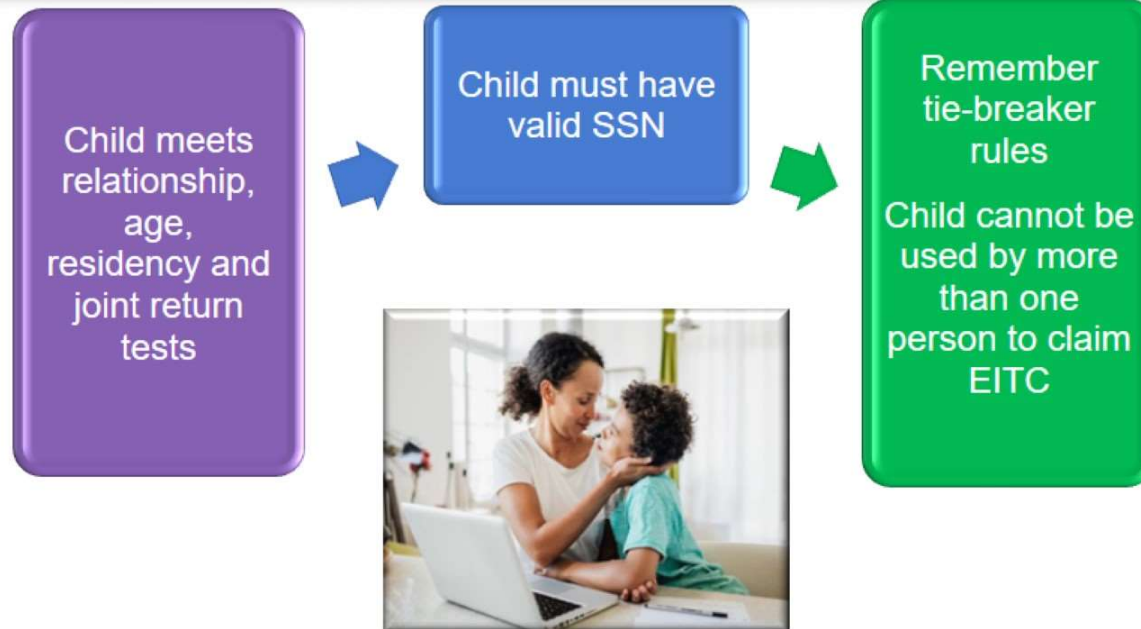 Child meets
relationship,
age,
residency and
joint return
tests
Child must have
valid SSN
Remember
tie-breaker
rules
Child cannot be
used by more
than one
person to claim
EITC